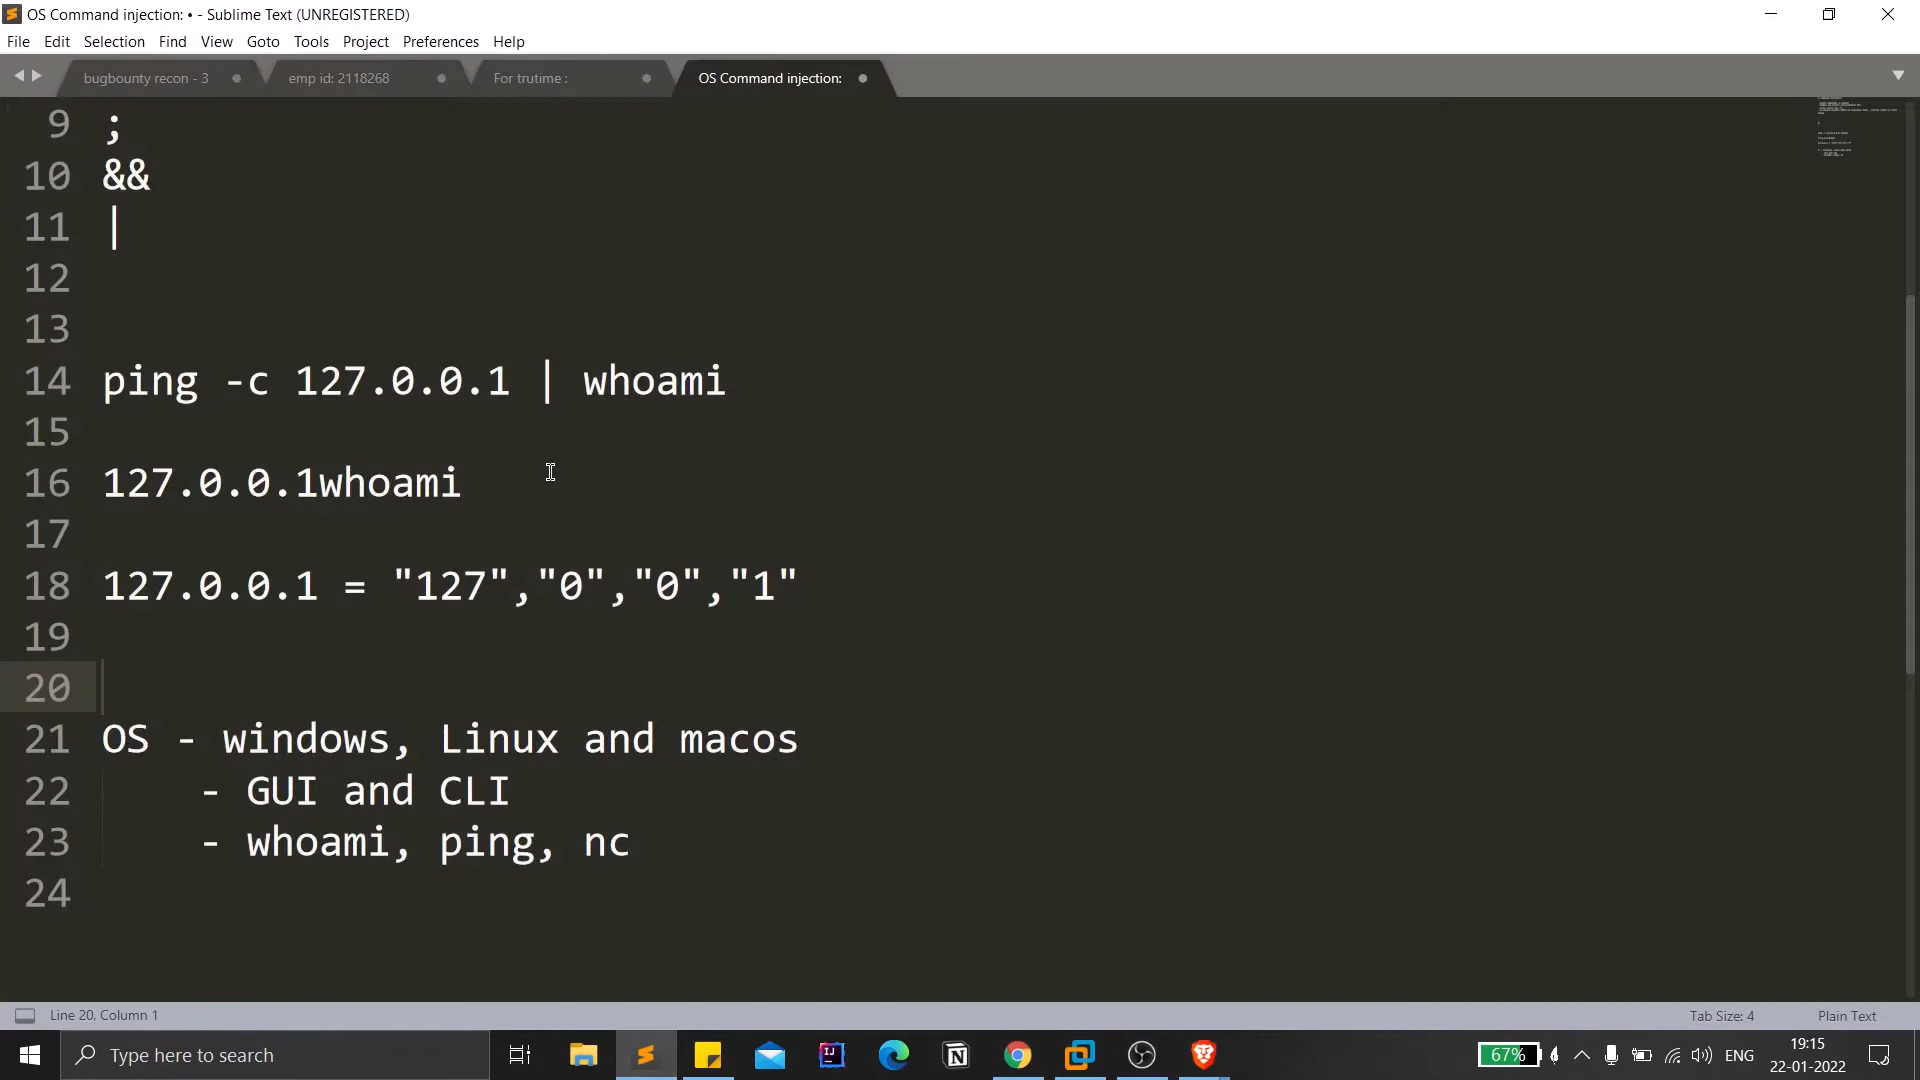 OS Command injection: • - Sublime Text (UNREGISTERED)
File Edit Selection Find View Goto Tools Project Preferences Help
bugbounty recon - 3 emp id: 2118268 For trutime : OS Command injection:
9 ;
10 &&
11 |
12
13
14 ping -c 127.0.0.1 | whoami
15
16 127.0.0.1whoami
17
18 127.0.0.1 = "127","0","0","1"
19
20
21 OS - windows, Linux and macos
22 - GUI and CLI
23 - whoami, ping, nc
24
Line 20, Column 1 Tab Size: 4 Plain Text
Type here to search 67% ENG 19:15
22-01-2022